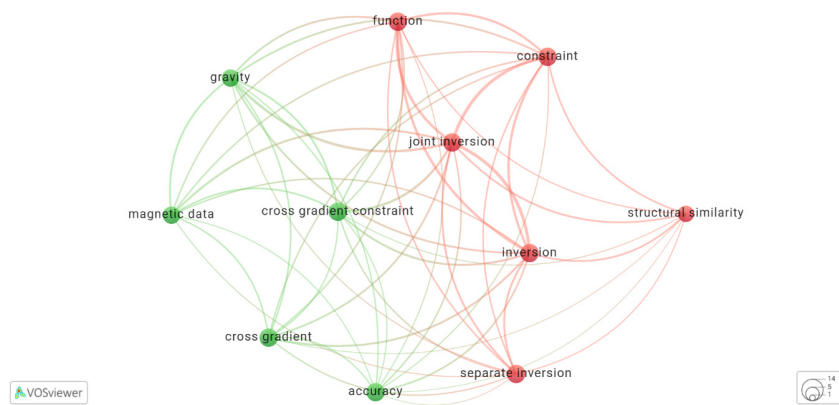 function
constraint
gravity
joint inversion
magnetic data
cross gradient constraint
structural similarity
inversion
cross gradient
separate inversion
accuracy
VOSviewer
14
5
1